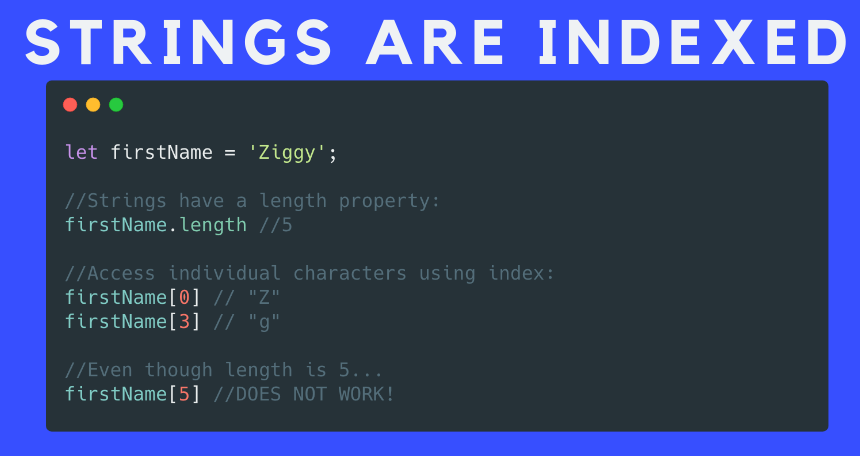 STRINGS ARE INDEXED
let firstName = 'Ziggy';
//Strings have a length property:
firstName.length //5
//Access individual characters using index:
firstName[0] // "Z"
firstName[3] // "g"
//Even though length is 5...
firstName[5] //DOES NOT WORK!